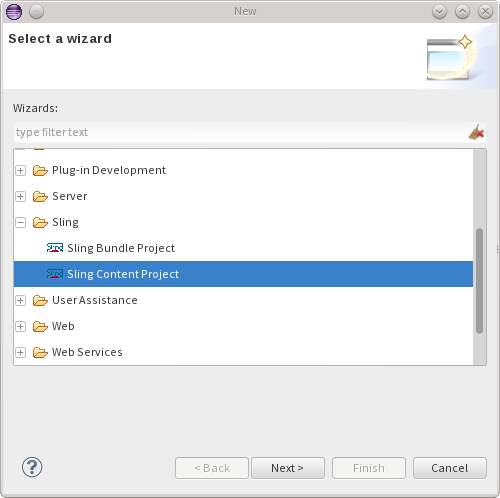 New
Select a wizard
Wizards:
type filter text
Plug-in Development
Server
Sling
Sling Bundle Project
Sling Content Project
User Assistance
Web
Web Services
? < Back Next > Finish Cancel